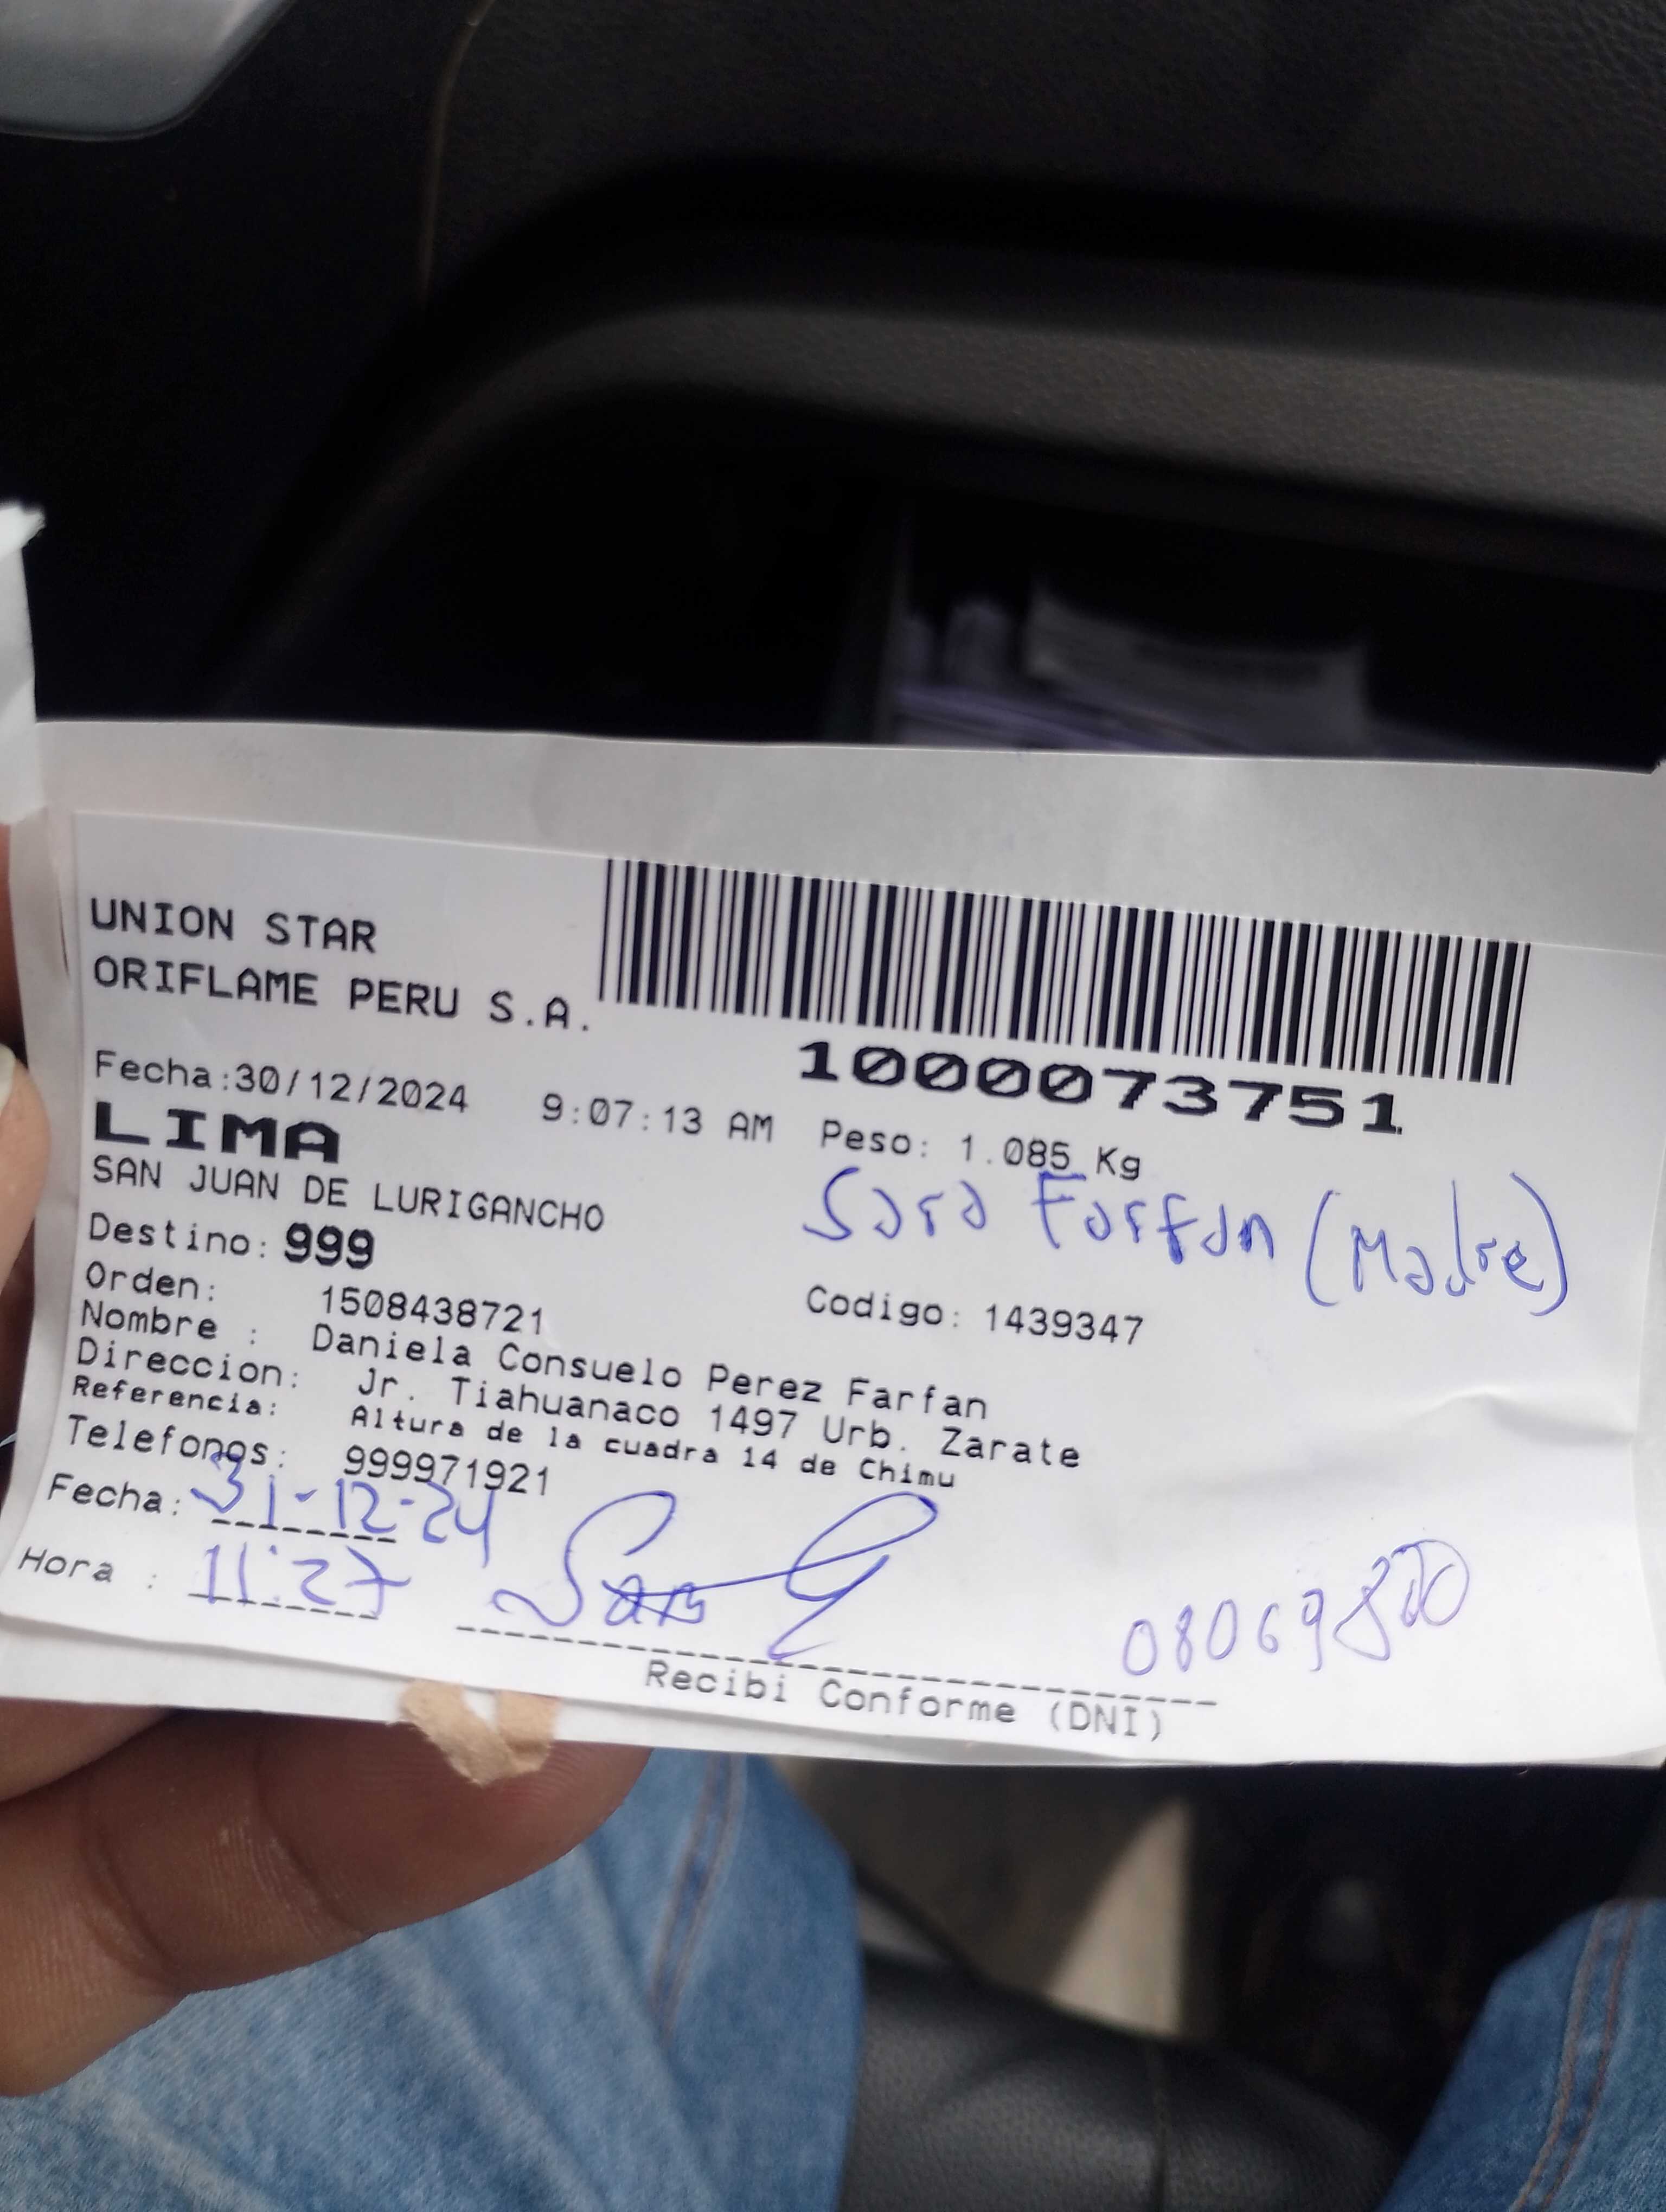 UNION STAR
ORIFLAME PERU S.A.
1000073751
Fecha:30/12/2024 9:07:13 AM Peso: 1.085 Kg
LIMA
SAN JUAN DE LURIGANCHO
Sara Farfan (Madre)
Destino: 999
Orden: 1508438721 Codigo: 1439347
Nombre : Daniela Consuelo Perez Farfan
Direccion: Jr. Tiahuanaco 1497 Urb. Zarate
Referencia: Altura de la cuadra 14 de Chimu
Telefonos: 999971921
Fecha: 31-12-24
Hora : 11:27 Sara
Recibi Conforme (DNI)